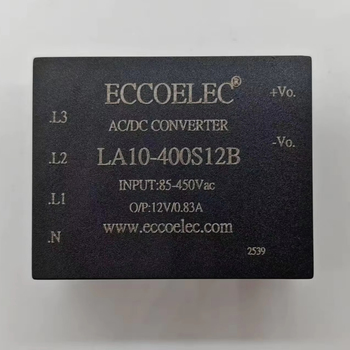 ECCOELEC®
+Vo.
.L3
AC/DC CONVERTER
-Vo.
.L2
LA10-400S12B
INPUT:85-450Vac
.L1
O/P:12V/0.83A
.N
www.eccoelec.com
2539